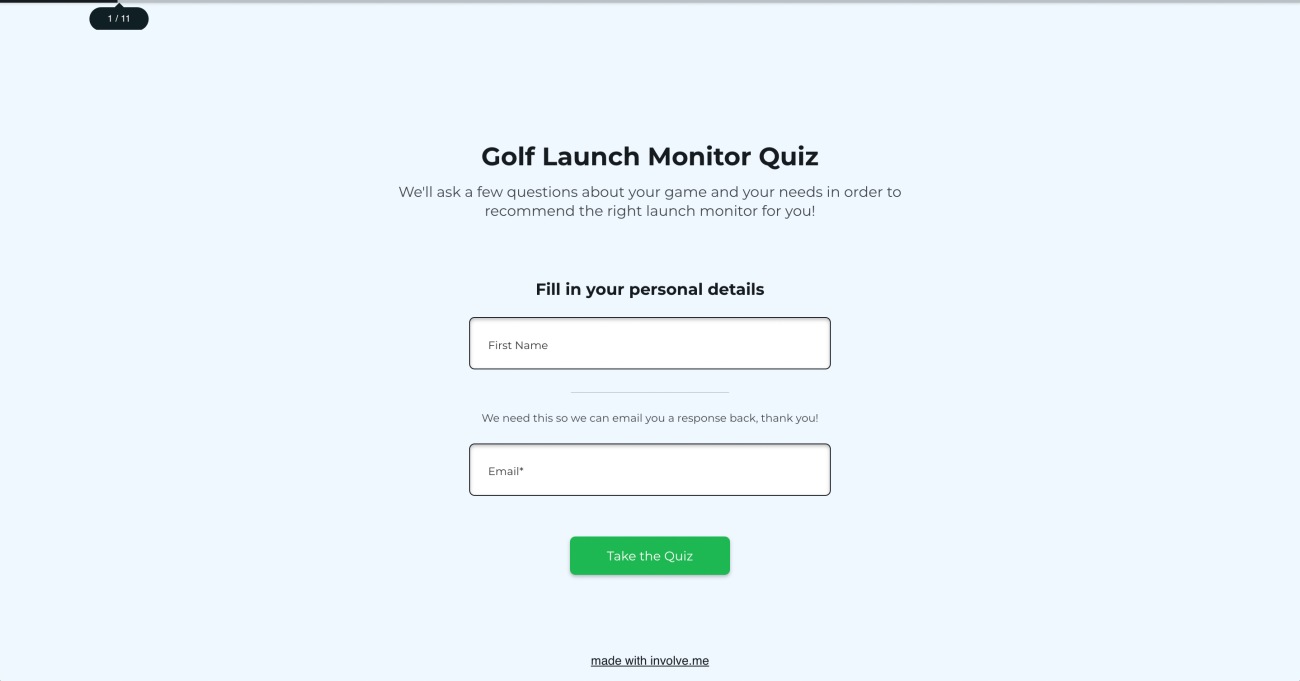 1 / 11
Golf Launch Monitor Quiz
We'll ask a few questions about your game and your needs in order to
recommend the right launch monitor for you!
Fill in your personal details
First Name
We need this so we can email you a response back, thank you!
Email*
Take the Quiz
made with involve.me